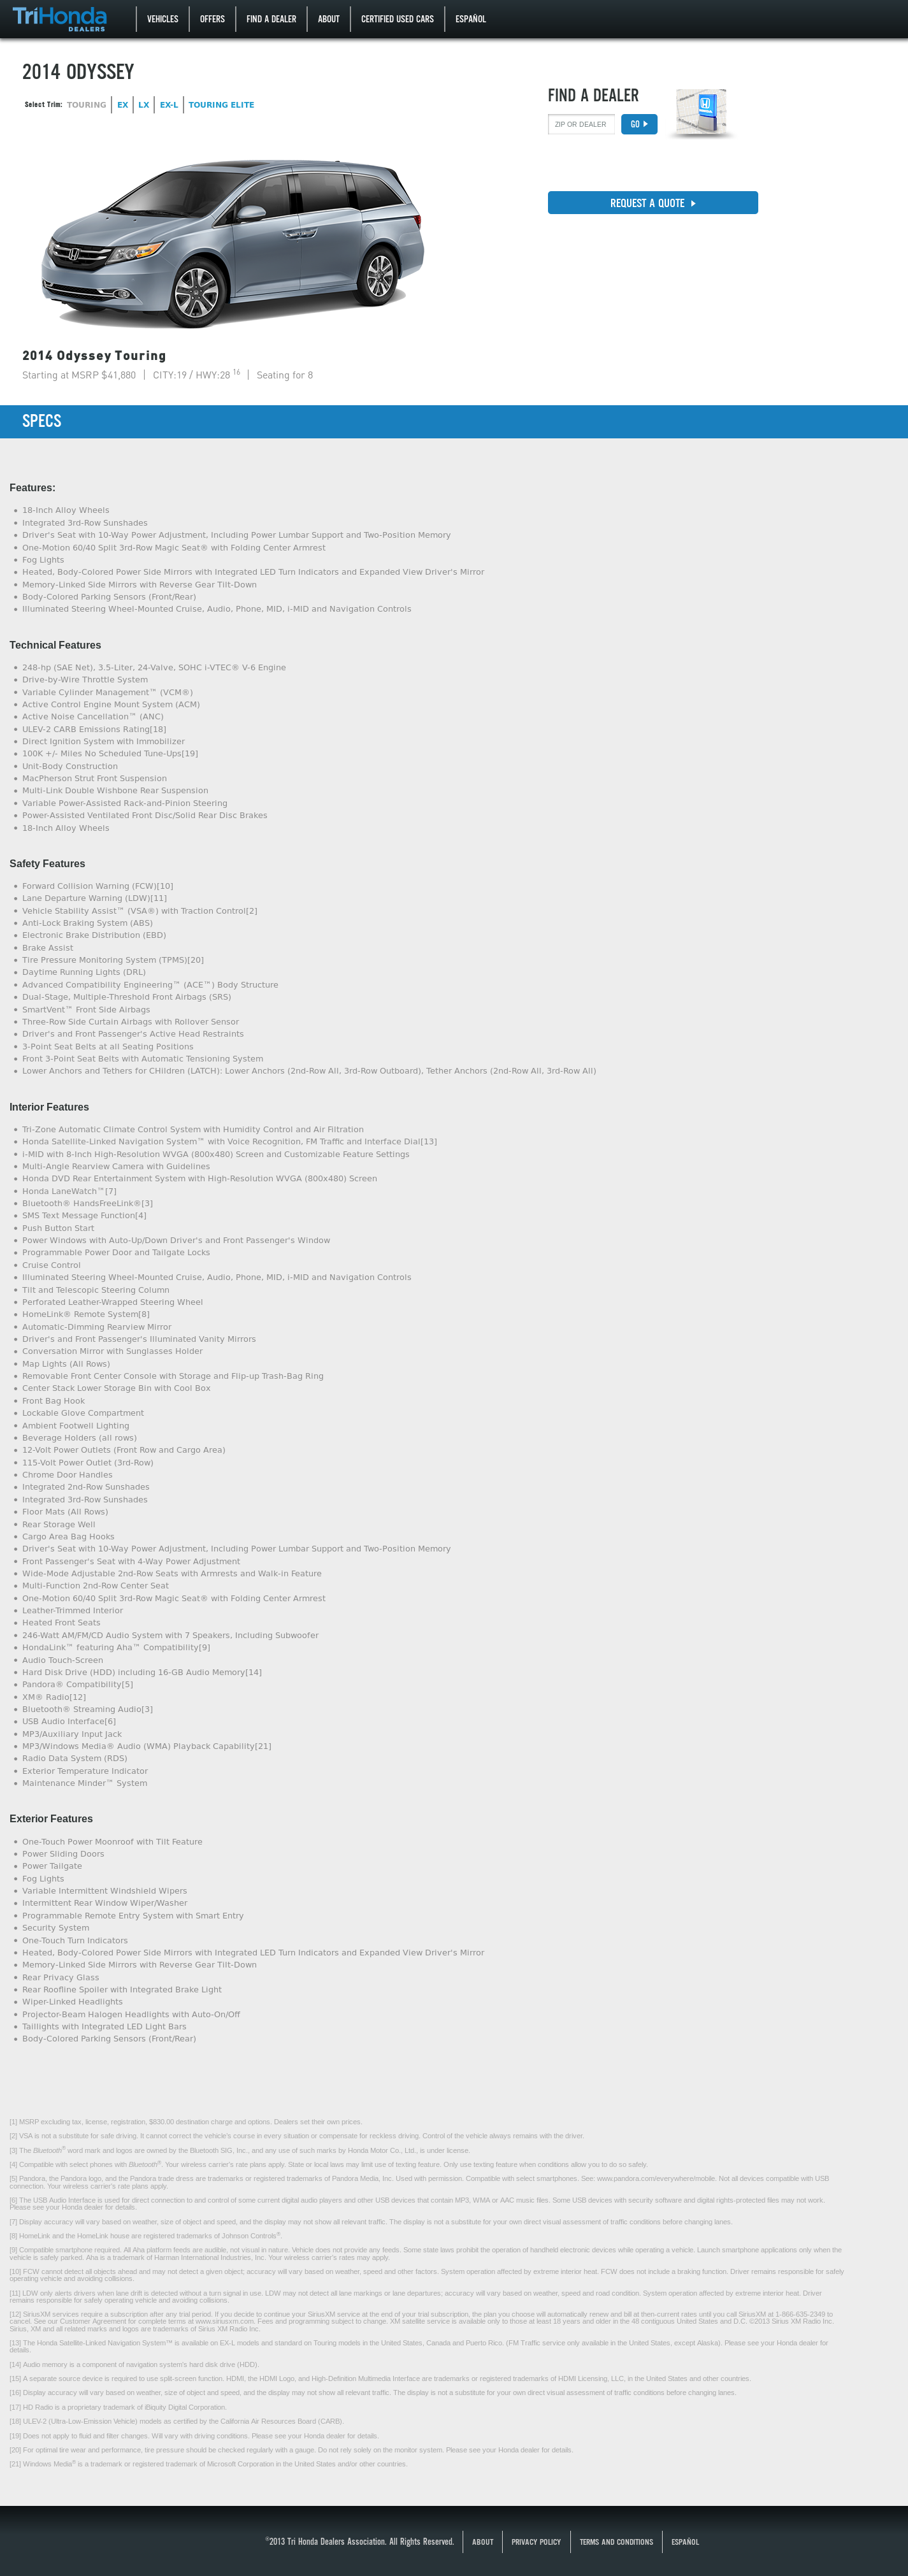 TriHonda
DEALERS
VEHICLES
OFFERS
FIND A DEALER
ABOUT
CERTIFIED USED CARS
ESPAÑOL
2014 ODYSSEY
Select Trim: TOURING EX LX EX-L TOURING ELITE
FIND A DEALER
ZIP OR DEALER
GO
REQUEST A QUOTE
2014 Odyssey Touring
Starting at MSRP $41,880 | CITY:19 / HWY:28 16 | Seating for 8
SPECS
Features:
18-Inch Alloy Wheels
Integrated 3rd-Row Sunshades
Driver's Seat with 10-Way Power Adjustment, Including Power Lumbar Support and Two-Position Memory
One-Motion 60/40 Split 3rd-Row Magic Seat® with Folding Center Armrest
Fog Lights
Heated, Body-Colored Power Side Mirrors with Integrated LED Turn Indicators and Expanded View Driver's Mirror
Memory-Linked Side Mirrors with Reverse Gear Tilt-Down
Body-Colored Parking Sensors (Front/Rear)
Illuminated Steering Wheel-Mounted Cruise, Audio, Phone, MID, i-MID and Navigation Controls
Technical Features
248-hp (SAE Net), 3.5-Liter, 24-Valve, SOHC i-VTEC® V-6 Engine
Drive-by-Wire Throttle System
Variable Cylinder Management™ (VCM®)
Active Control Engine Mount System (ACM)
Active Noise Cancellation™ (ANC)
ULEV-2 CARB Emissions Rating[18]
Direct Ignition System with Immobilizer
100K +/- Miles No Scheduled Tune-Ups[19]
Unit-Body Construction
MacPherson Strut Front Suspension
Multi-Link Double Wishbone Rear Suspension
Variable Power-Assisted Rack-and-Pinion Steering
Power-Assisted Ventilated Front Disc/Solid Rear Disc Brakes
18-Inch Alloy Wheels
Safety Features
Forward Collision Warning (FCW)[10]
Lane Departure Warning (LDW)[11]
Vehicle Stability Assist™ (VSA®) with Traction Control[2]
Anti-Lock Braking System (ABS)
Electronic Brake Distribution (EBD)
Brake Assist
Tire Pressure Monitoring System (TPMS)[20]
Daytime Running Lights (DRL)
Advanced Compatibility Engineering™ (ACE™) Body Structure
Dual-Stage, Multiple-Threshold Front Airbags (SRS)
SmartVent™ Front Side Airbags
Three-Row Side Curtain Airbags with Rollover Sensor
Driver's and Front Passenger's Active Head Restraints
3-Point Seat Belts at all Seating Positions
Front 3-Point Seat Belts with Automatic Tensioning System
Lower Anchors and Tethers for CHildren (LATCH): Lower Anchors (2nd-Row All, 3rd-Row Outboard), Tether Anchors (2nd-Row All, 3rd-Row All)
Interior Features
Tri-Zone Automatic Climate Control System with Humidity Control and Air Filtration
Honda Satellite-Linked Navigation System™ with Voice Recognition, FM Traffic and Interface Dial[13]
i-MID with 8-Inch High-Resolution WVGA (800x480) Screen and Customizable Feature Settings
Multi-Angle Rearview Camera with Guidelines
Honda DVD Rear Entertainment System with High-Resolution WVGA (800x480) Screen
Honda LaneWatch™[7]
Bluetooth® HandsFreeLink®[3]
SMS Text Message Function[4]
Push Button Start
Power Windows with Auto-Up/Down Driver's and Front Passenger's Window
Programmable Power Door and Tailgate Locks
Cruise Control
Illuminated Steering Wheel-Mounted Cruise, Audio, Phone, MID, i-MID and Navigation Controls
Tilt and Telescopic Steering Column
Perforated Leather-Wrapped Steering Wheel
HomeLink® Remote System[8]
Automatic-Dimming Rearview Mirror
Driver's and Front Passenger's Illuminated Vanity Mirrors
Conversation Mirror with Sunglasses Holder
Map Lights (All Rows)
Removable Front Center Console with Storage and Flip-up Trash-Bag Ring
Center Stack Lower Storage Bin with Cool Box
Front Bag Hook
Lockable Glove Compartment
Ambient Footwell Lighting
Beverage Holders (all rows)
12-Volt Power Outlets (Front Row and Cargo Area)
115-Volt Power Outlet (3rd-Row)
Chrome Door Handles
Integrated 2nd-Row Sunshades
Integrated 3rd-Row Sunshades
Floor Mats (All Rows)
Rear Storage Well
Cargo Area Bag Hooks
Driver's Seat with 10-Way Power Adjustment, Including Power Lumbar Support and Two-Position Memory
Front Passenger's Seat with 4-Way Power Adjustment
Wide-Mode Adjustable 2nd-Row Seats with Armrests and Walk-in Feature
Multi-Function 2nd-Row Center Seat
One-Motion 60/40 Split 3rd-Row Magic Seat® with Folding Center Armrest
Leather-Trimmed Interior
Heated Front Seats
246-Watt AM/FM/CD Audio System with 7 Speakers, Including Subwoofer
HondaLink™ featuring Aha™ Compatibility[9]
Audio Touch-Screen
Hard Disk Drive (HDD) including 16-GB Audio Memory[14]
Pandora® Compatibility[5]
XM® Radio[12]
Bluetooth® Streaming Audio[3]
USB Audio Interface[6]
MP3/Auxiliary Input Jack
MP3/Windows Media® Audio (WMA) Playback Capability[21]
Radio Data System (RDS)
Exterior Temperature Indicator
Maintenance Minder™ System
Exterior Features
One-Touch Power Moonroof with Tilt Feature
Power Sliding Doors
Power Tailgate
Fog Lights
Variable Intermittent Windshield Wipers
Intermittent Rear Window Wiper/Washer
Programmable Remote Entry System with Smart Entry
Security System
One-Touch Turn Indicators
Heated, Body-Colored Power Side Mirrors with Integrated LED Turn Indicators and Expanded View Driver's Mirror
Memory-Linked Side Mirrors with Reverse Gear Tilt-Down
Rear Privacy Glass
Rear Roofline Spoiler with Integrated Brake Light
Wiper-Linked Headlights
Projector-Beam Halogen Headlights with Auto-On/Off
Taillights with Integrated LED Light Bars
Body-Colored Parking Sensors (Front/Rear)
[1] MSRP excluding tax, license, registration, $830.00 destination charge and options. Dealers set their own prices.
[2] VSA is not a substitute for safe driving. It cannot correct the vehicle's course in every situation or compensate for reckless driving. Control of the vehicle always remains with the driver.
[3] The Bluetooth® word mark and logos are owned by the Bluetooth SIG, Inc., and any use of such marks by Honda Motor Co., Ltd., is under license.
[4] Compatible with select phones with Bluetooth®. Your wireless carrier's rate plans apply. State or local laws may limit use of texting feature. Only use texting feature when conditions allow you to do so safely.
[5] Pandora, the Pandora logo, and the Pandora trade dress are trademarks or registered trademarks of Pandora Media, Inc. Used with permission. Compatible with select smartphones. See: www.pandora.com/everywhere/mobile. Not all devices compatible with USB
connection. Your wireless carrier's rate plans apply.
[6] The USB Audio Interface is used for direct connection to and control of some current digital audio players and other USB devices that contain MP3, WMA or AAC music files. Some USB devices with security software and digital rights-protected files may not work.
Please see your Honda dealer for details.
[7] Display accuracy will vary based on weather, size of object and speed, and the display may not show all relevant traffic. The display is not a substitute for your own direct visual assessment of traffic conditions before changing lanes.
[8] HomeLink and the HomeLink house are registered trademarks of Johnson Controls®.
[9] Compatible smartphone required. All Aha platform feeds are audible, not visual in nature. Vehicle does not provide any feeds. Some state laws prohibit the operation of handheld electronic devices while operating a vehicle. Launch smartphone applications only when the
vehicle is safely parked. Aha is a trademark of Harman International Industries, Inc. Your wireless carrier's rates may apply.
[10] FCW cannot detect all objects ahead and may not detect a given object; accuracy will vary based on weather, speed and other factors. System operation affected by extreme interior heat. FCW does not include a braking function. Driver remains responsible for safely
operating vehicle and avoiding collisions.
[11] LDW only alerts drivers when lane drift is detected without a turn signal in use. LDW may not detect all lane markings or lane departures; accuracy will vary based on weather, speed and road condition. System operation affected by extreme interior heat. Driver
remains responsible for safely operating vehicle and avoiding collisions.
[12] SiriusXM services require a subscription after any trial period. If you decide to continue your SiriusXM service at the end of your trial subscription, the plan you choose will automatically renew and bill at then-current rates until you call SiriusXM at 1-866-635-2349 to
cancel. See our Customer Agreement for complete terms at www.siriusxm.com. Fees and programming subject to change. XM satellite service is available only to those at least 18 years and older in the 48 contiguous United States and D.C. ©2013 Sirius XM Radio Inc.
Sirius, XM and all related marks and logos are trademarks of Sirius XM Radio Inc.
[13] The Honda Satellite-Linked Navigation System™ is available on EX-L models and standard on Touring models in the United States, Canada and Puerto Rico. (FM Traffic service only available in the United States, except Alaska). Please see your Honda dealer for
details.
[14] Audio memory is a component of navigation system's hard disk drive (HDD).
[15] A separate source device is required to use split-screen function. HDMI, the HDMI Logo, and High-Definition Multimedia Interface are trademarks or registered trademarks of HDMI Licensing, LLC, in the United States and other countries.
[16] Display accuracy will vary based on weather, size of object and speed, and the display may not show all relevant traffic. The display is not a substitute for your own direct visual assessment of traffic conditions before changing lanes.
[17] HD Radio is a proprietary trademark of iBiquity Digital Corporation.
[18] ULEV-2 (Ultra-Low-Emission Vehicle) models as certified by the California Air Resources Board (CARB).
[19] Does not apply to fluid and filter changes. Will vary with driving conditions. Please see your Honda dealer for details.
[20] For optimal tire wear and performance, tire pressure should be checked regularly with a gauge. Do not rely solely on the monitor system. Please see your Honda dealer for details.
[21] Windows Media® is a trademark or registered trademark of Microsoft Corporation in the United States and/or other countries.
©2013 Tri Honda Dealers Association. All Rights Reserved. ABOUT PRIVACY POLICY TERMS AND CONDITIONS ESPAÑOL